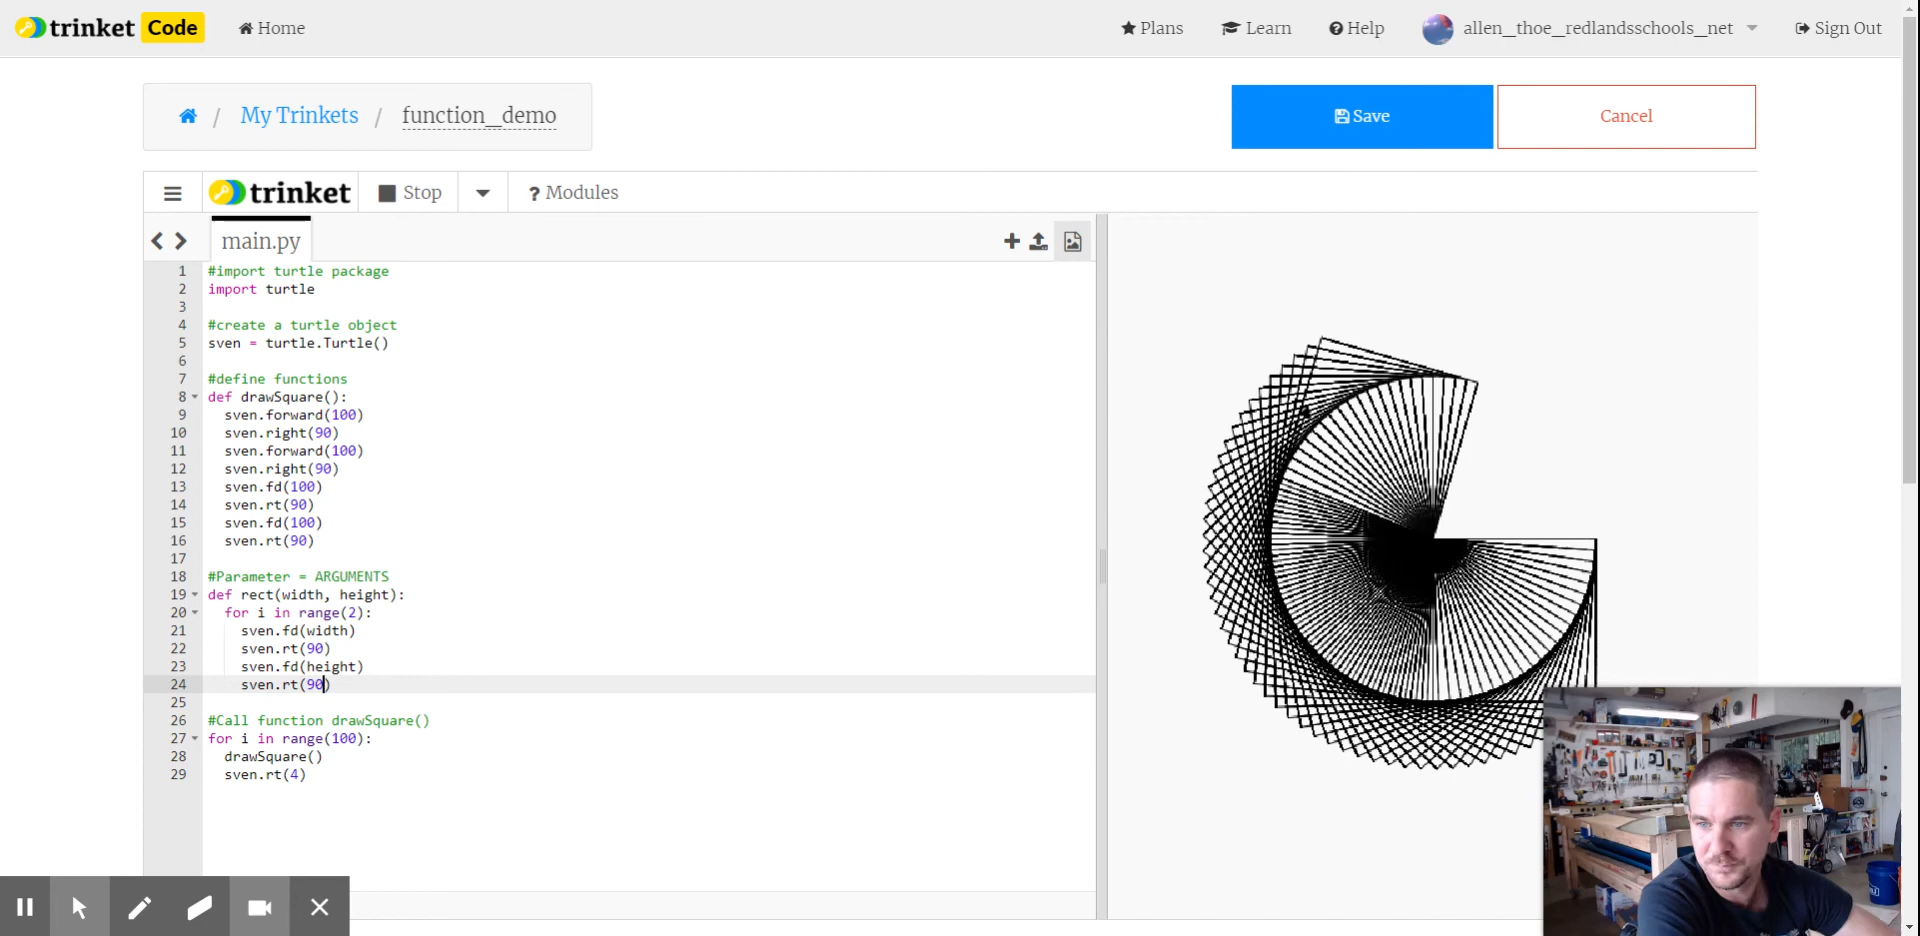 trinket Code Home Plans Learn Help allen_thoe_redlandsschools_net Sign Out
/ My Trinkets / function_demo Save Cancel
trinket Stop ? Modules
main.py
1 #import turtle package
2 import turtle
3
4 #create a turtle object
5 sven = turtle.Turtle()
6
7 #define functions
8 def drawSquare():
9 sven.forward(100)
10 sven.right(90)
11 sven.forward(100)
12 sven.right(90)
13 sven.fd(100)
14 sven.rt(90)
15 sven.fd(100)
16 sven.rt(90)
17
18 #Parameter = ARGUMENTS
19 def rect(width, height):
20 for i in range(2):
21 sven.fd(width)
22 sven.rt(90)
23 sven.fd(height)
24 sven.rt(90)
25
26 #Call function drawSquare()
27 for i in range(100):
28 drawSquare()
29 sven.rt(4)